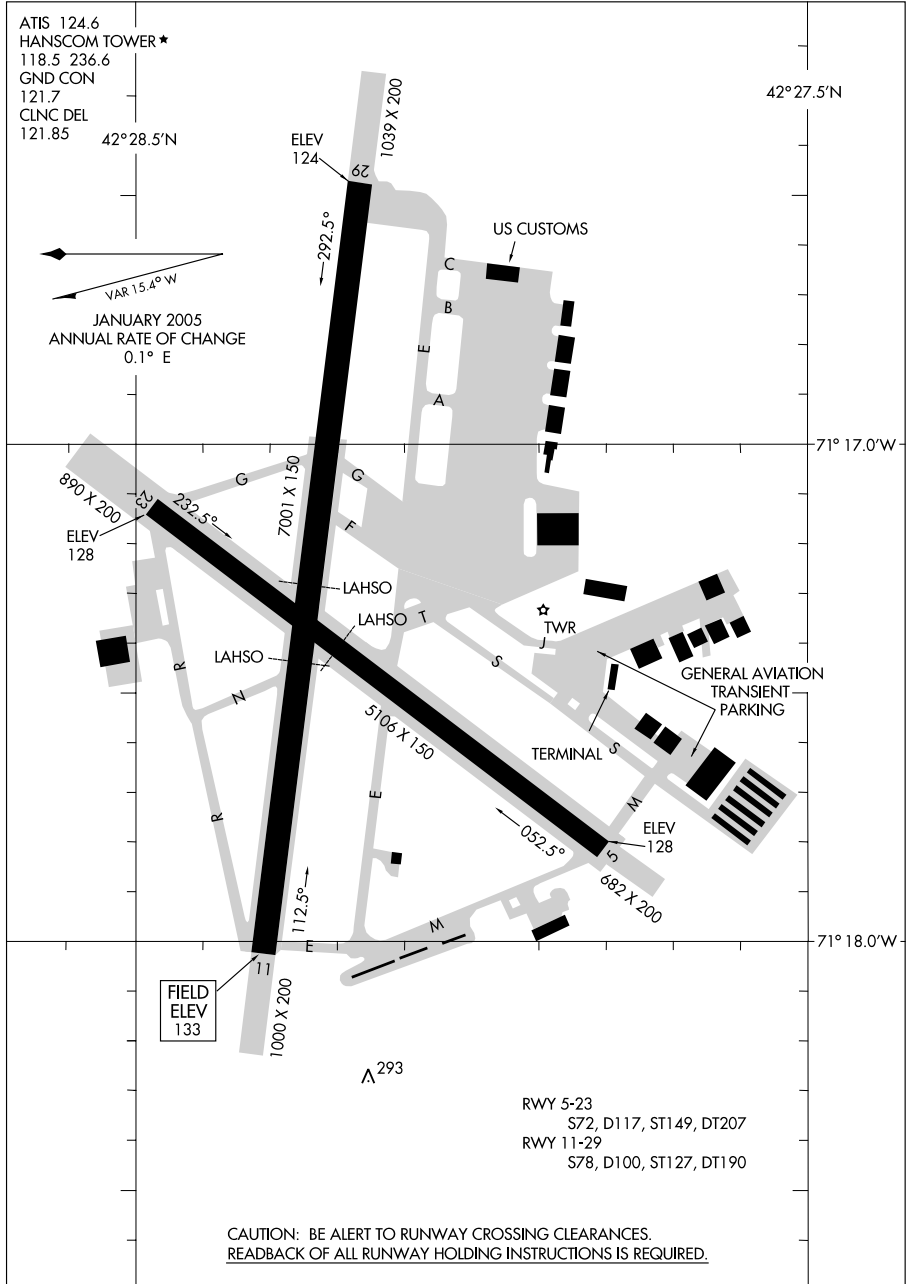 ATIS 124.6
HANSCOM TOWER★
118.5 236.6
GND CON
121.7
CLNC DEL
121.85
42°28.5'N
42°27.5'N
ELEV
124
1039 X 200
29
292.5°
US CUSTOMS
VAR 15.4° W
JANUARY 2005
ANNUAL RATE OF CHANGE
0.1° E
C
B
E
A
71°17.0'W
890 X 200
23
232.5°
ELEV
128
G
G
F
7001 X 150
LAHSO
LAHSO
LAHSO
T
TWR
J
S
S
R
N
R
5106 X 150
E
GENERAL AVIATION
TRANSIENT
PARKING
TERMINAL
M
052.5°
ELEV
128
5
682 X 200
112.5°
M
E
11
71°18.0'W
FIELD
ELEV
133
1000 X 200
293
RWY 5-23
S72, D117, ST149, DT207
RWY 11-29
S78, D100, ST127, DT190
CAUTION: BE ALERT TO RUNWAY CROSSING CLEARANCES.
READBACK OF ALL RUNWAY HOLDING INSTRUCTIONS IS REQUIRED.